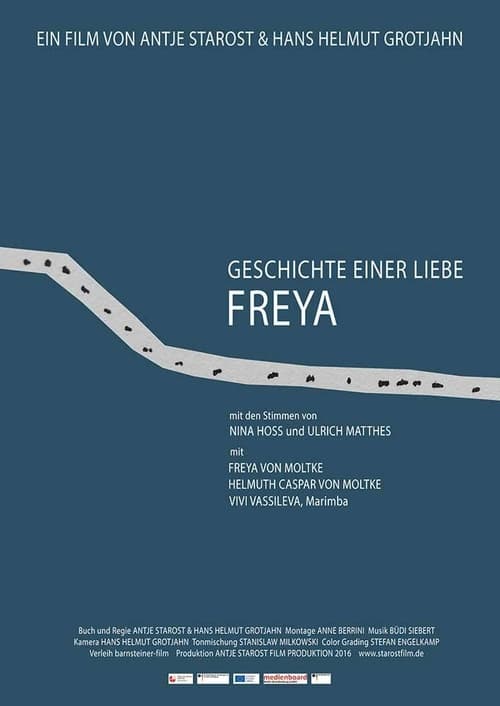 EIN FILM VON ANTJE STAROST & HANS HELMUT GROTJAHN
GESCHICHTE EINER LIEBE
FREYA
mit den Stimmen von
NINA HOSS und ULRICH MATTHES
mit
FREYA VON MOLTKE
HELMUTH CASPAR VON MOLTKE
VIVI VASSILEVA, Marimba
Buch und Regie ANTJE STAROST & HANS HELMUT GROTJAHN Montage ANNE BERRINI Musik BÜDI SIEBERT
Kamera HANS HELMUT GROTJAHN Tonmischung STANISLAW MILKOWSKI Color Grading STEFAN ENGELKAMP
Verleih barnsteiner-film Produktion ANTJE STAROST FILM PRODUKTION 2016 www.starostfilm.de
medienboard